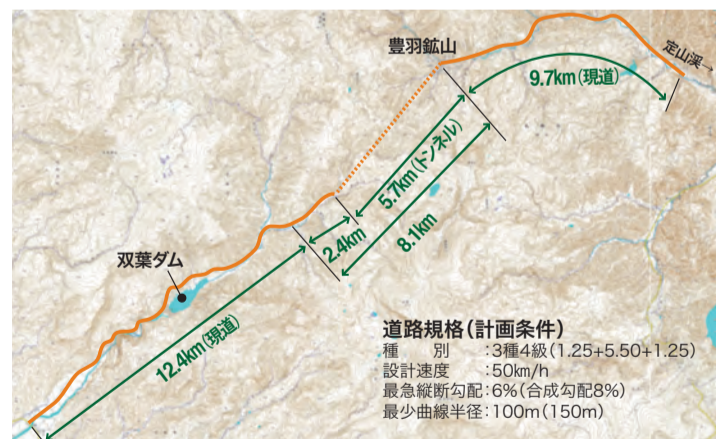 豊羽鉱山
定山渓→
9.7km(現道)
5.7km(トンネル)
8.1km
2.4km
双葉ダム
12.4km(現道)
道路規格(計画条件)
種　　別　:3種4級(1.25+5.50+1.25)
設計速度　:50km/h
最急縦断勾配:6%(合成勾配8%)
最少曲線半径:100m(150m)